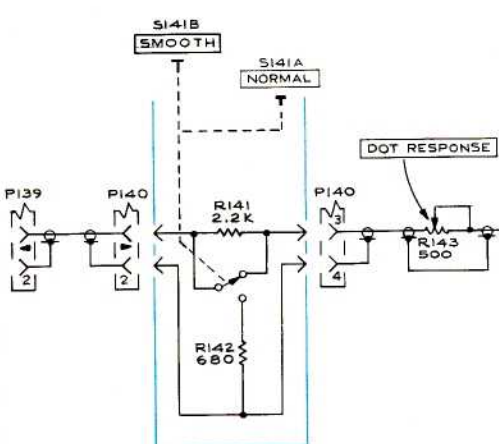 S141B
SMOOTH
S141A
NORMAL
DOT RESPONSE
P139
P140
R141
2.2K
P140
3
R143
500
2
2
4
R142
680